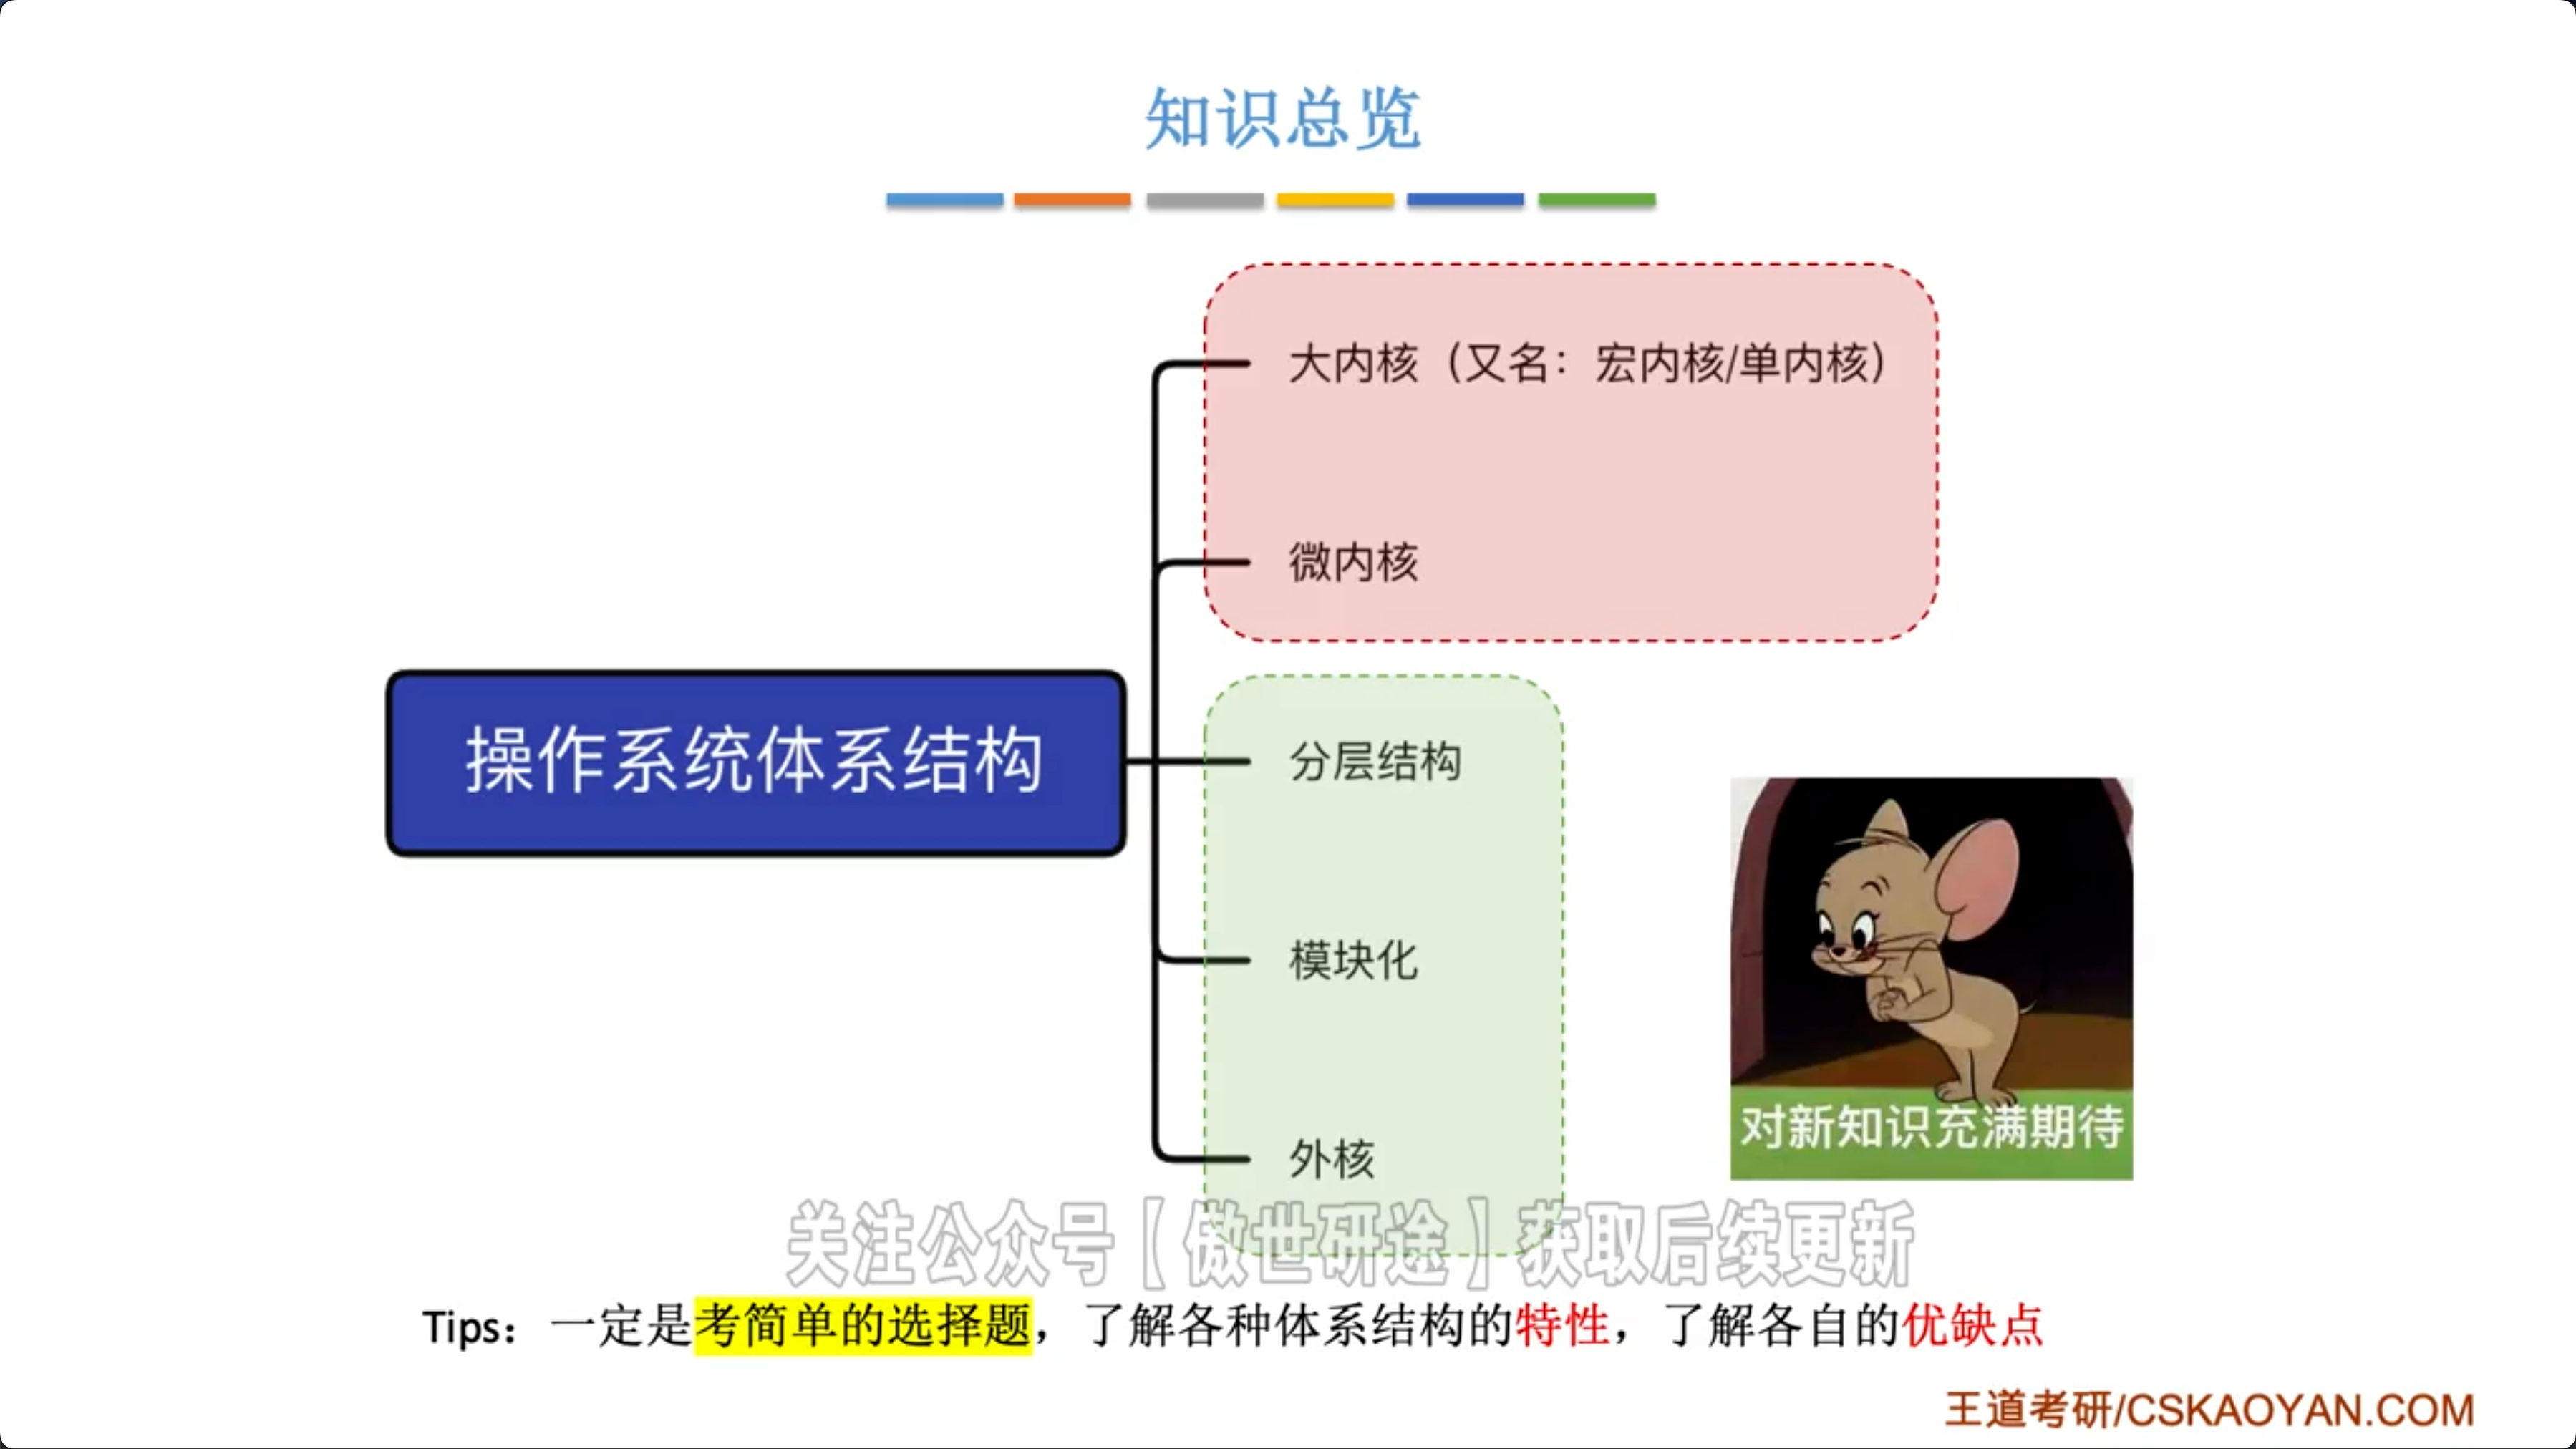 知识总览
大内核（又名：宏内核/单内核）
微内核
操作系统体系结构
分层结构
模块化
外核
对新知识充满期待
关注公众号【傲世研途】获取后续更新
Tips：一定是考简单的选择题，了解各种体系结构的特性，了解各自的优缺点
王道考研/CSKAOYAN.COM